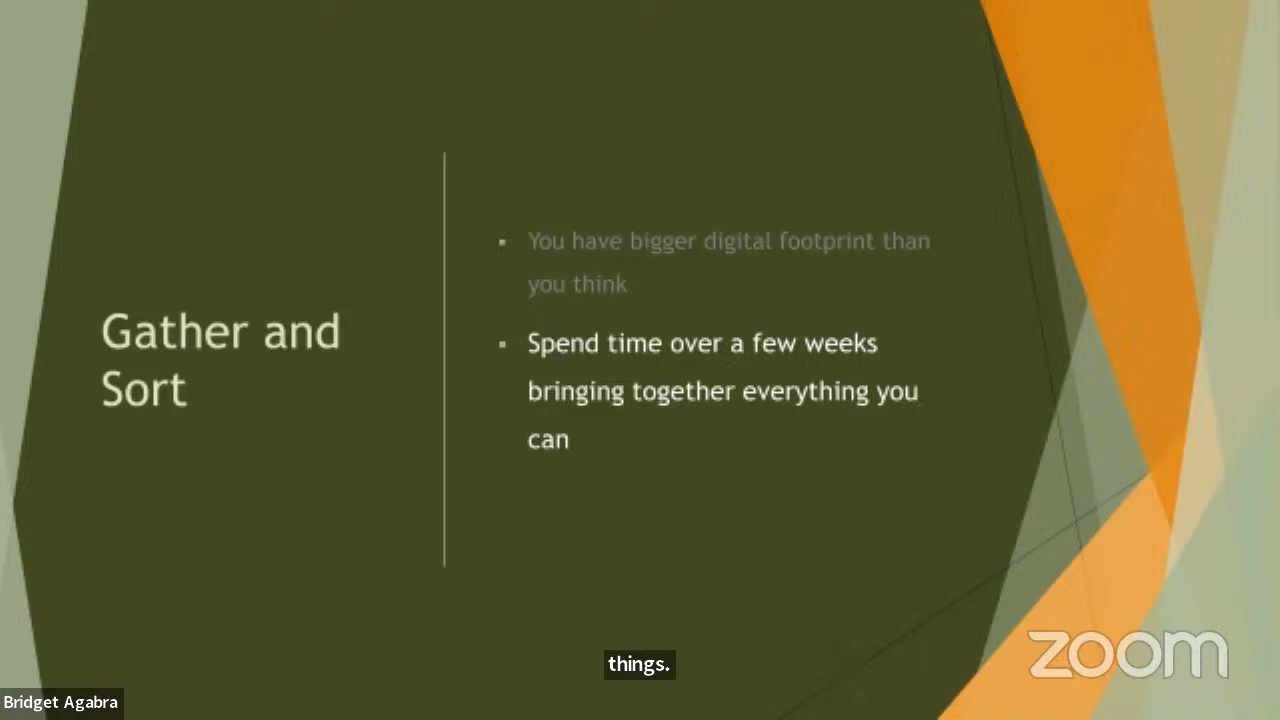 Gather and
Sort
▪ You have bigger digital footprint than
you think
▪ Spend time over a few weeks
bringing together everything you
can
things.
zoom
Bridget Agabra